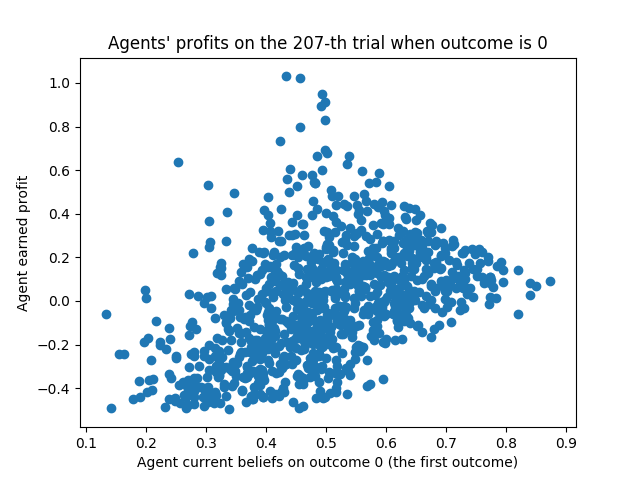 Agents' profits on the 207-th trial when outcome is 0
1.0
0.8
0.6
0.4
0.2
0.0
−0.2
−0.4
Agent earned profit
0.1 0.2 0.3 0.4 0.5 0.6 0.7 0.8 0.9
Agent current beliefs on outcome 0 (the first outcome)